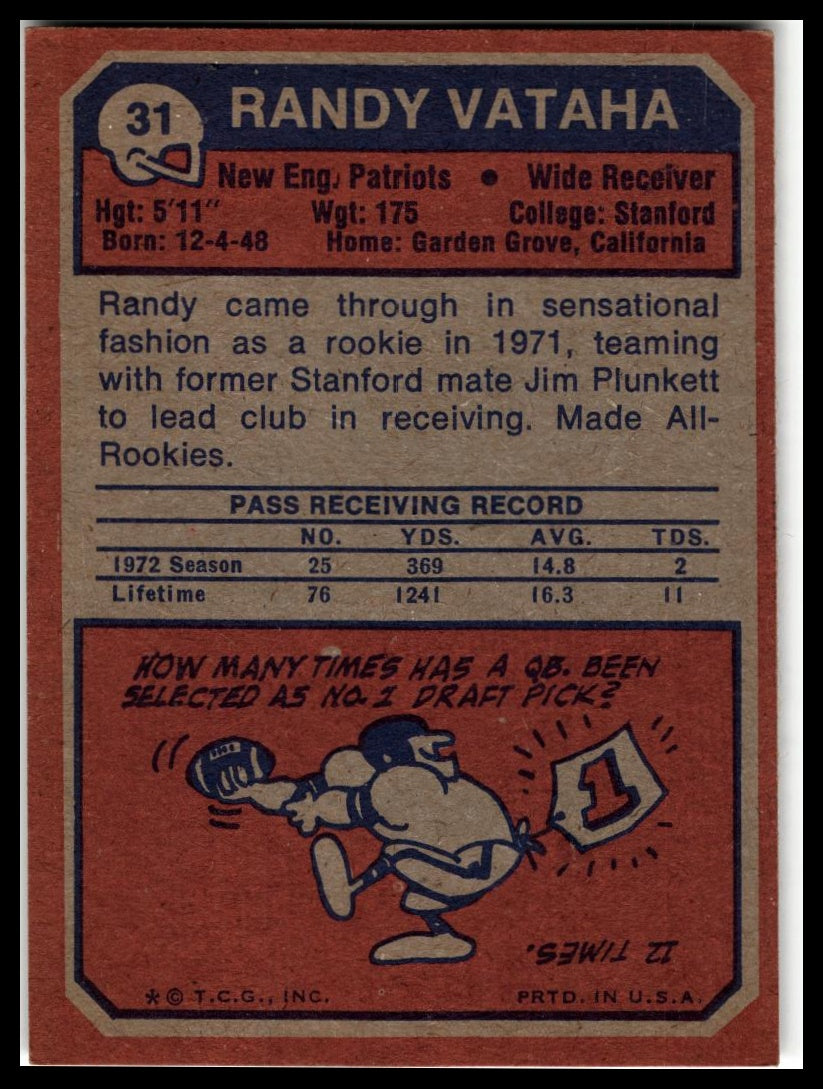 31
RANDY VATAHA
New Eng. Patriots • Wide Receiver
Hgt: 5'11" Wgt: 175 College: Stanford
Born: 12-4-48 Home: Garden Grove, California
Randy came through in sensational
fashion as a rookie in 1971, teaming
with former Stanford mate Jim Plunkett
to lead club in receiving. Made All-
Rookies.
PASS RECEIVING RECORD
NO. YDS. AVG. TDS.
1972 Season 25 369 14.8 2
Lifetime 76 1241 16.3 11
HOW MANY TIMES HAS A QB. BEEN
SELECTED AS NO. 1 DRAFT PICK?
1
12 TIMES.
* © T.C.G., INC. PRTD. IN U.S.A.